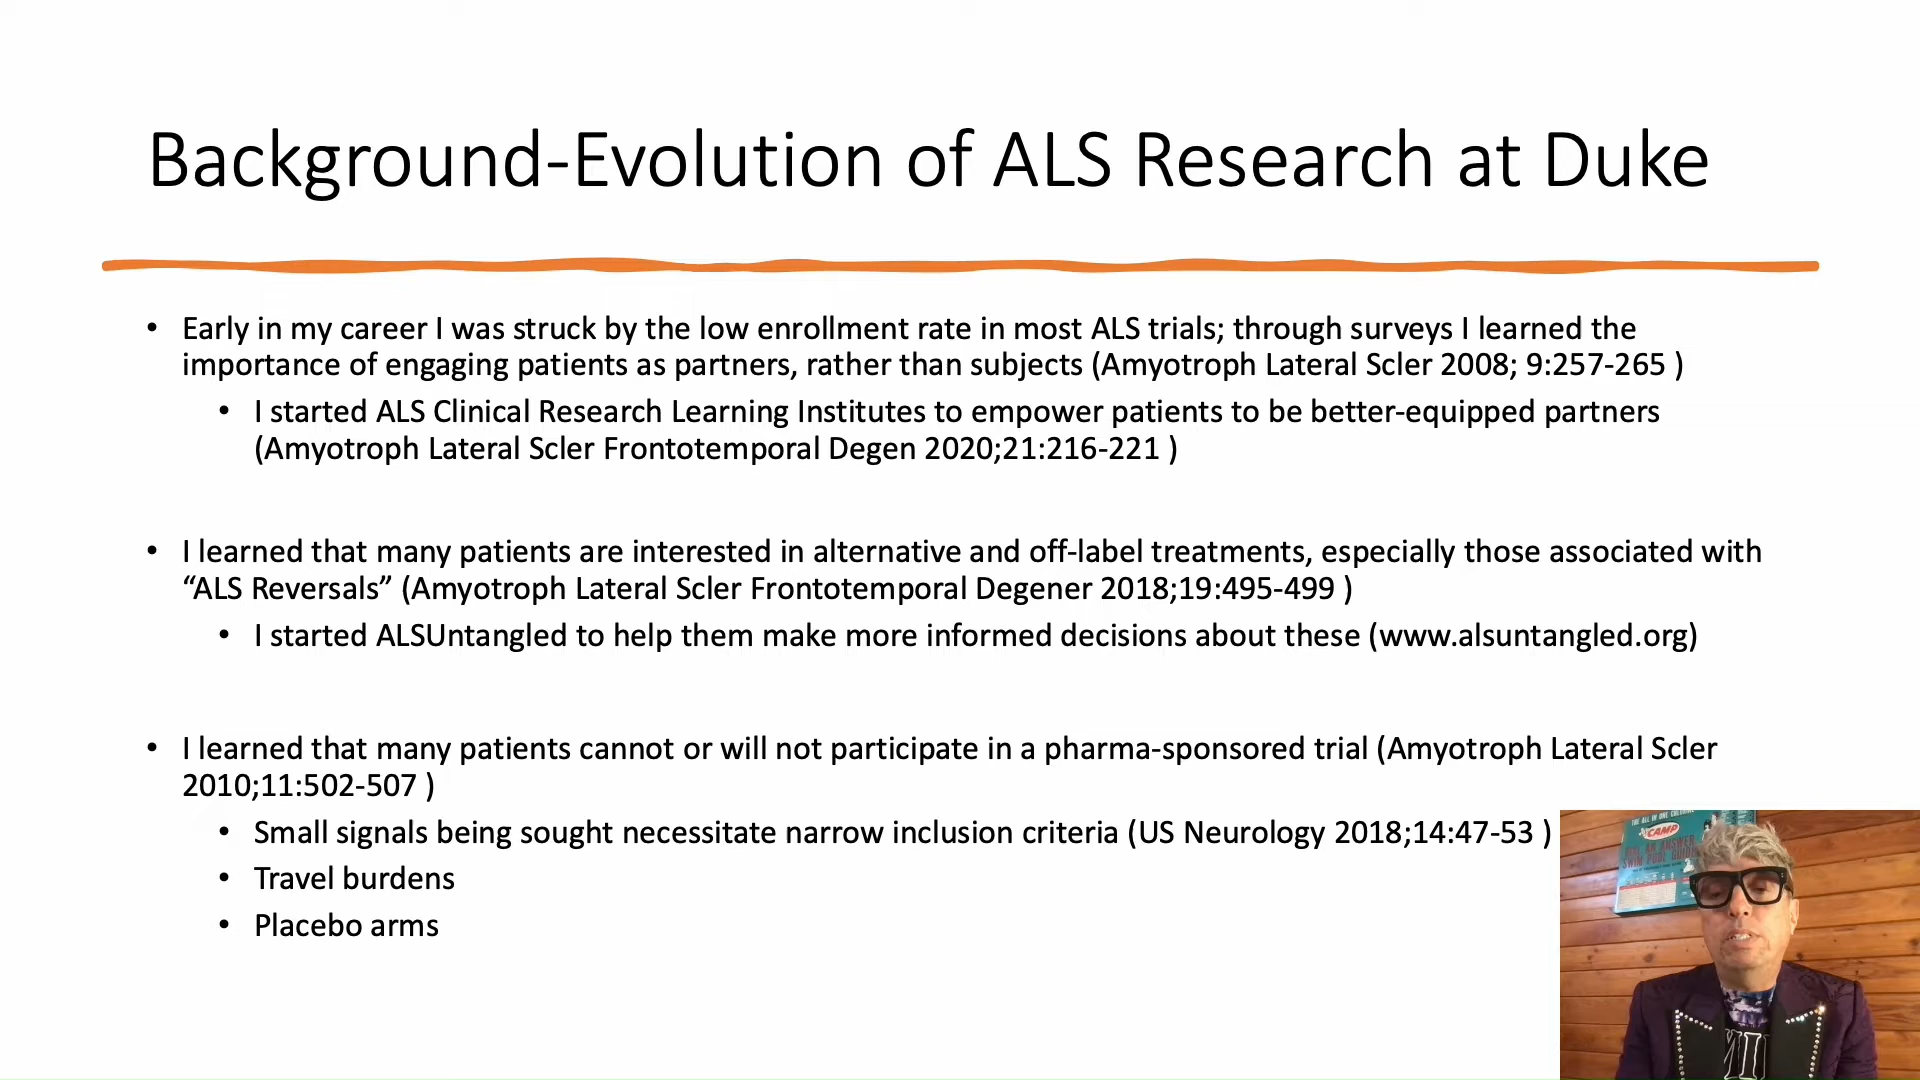 Background-Evolution of ALS Research at Duke
• Early in my career I was struck by the low enrollment rate in most ALS trials; through surveys I learned the
importance of engaging patients as partners, rather than subjects (Amyotroph Lateral Scler 2008; 9:257-265 )
• I started ALS Clinical Research Learning Institutes to empower patients to be better-equipped partners
(Amyotroph Lateral Scler Frontotemporal Degen 2020;21:216-221 )
• I learned that many patients are interested in alternative and off-label treatments, especially those associated with
“ALS Reversals” (Amyotroph Lateral Scler Frontotemporal Degener 2018;19:495-499 )
• I started ALSUntangled to help them make more informed decisions about these (www.alsuntangled.org)
• I learned that many patients cannot or will not participate in a pharma-sponsored trial (Amyotroph Lateral Scler
2010;11:502-507 )
• Small signals being sought necessitate narrow inclusion criteria (US Neurology 2018;14:47-53 )
• Travel burdens
• Placebo arms
THE ALL IN ONE
CAMP